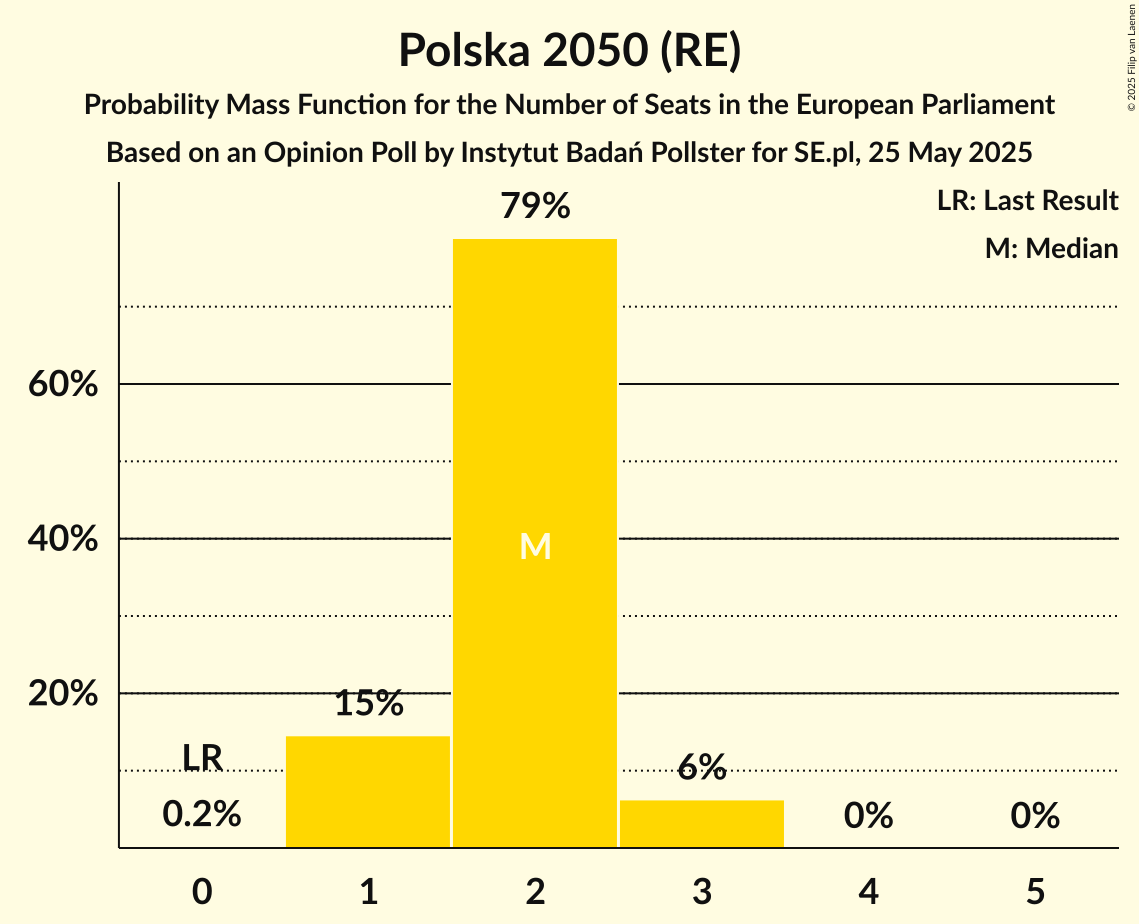 Polska 2050 (RE)
Probability Mass Function for the Number of Seats in the European Parliament
Based on an Opinion Poll by Instytut Badań Pollster for SE.pl, 25 May 2025
© 2025 Filip van Laenen
LR: Last Result
M: Median
79%
60%
40%
M
20%
15%
LR
6%
0.2%
0%
0%
0
1
2
3
4
5